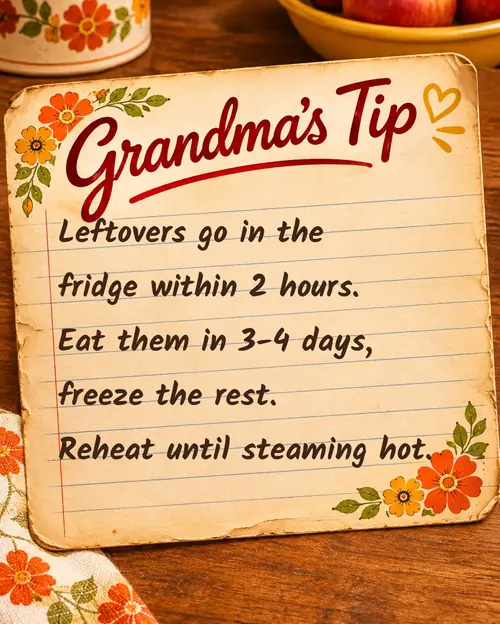 Grandma's Tip
Leftovers go in the
fridge within 2 hours.
Eat them in 3–4 days,
freeze the rest.
Reheat until steaming hot.